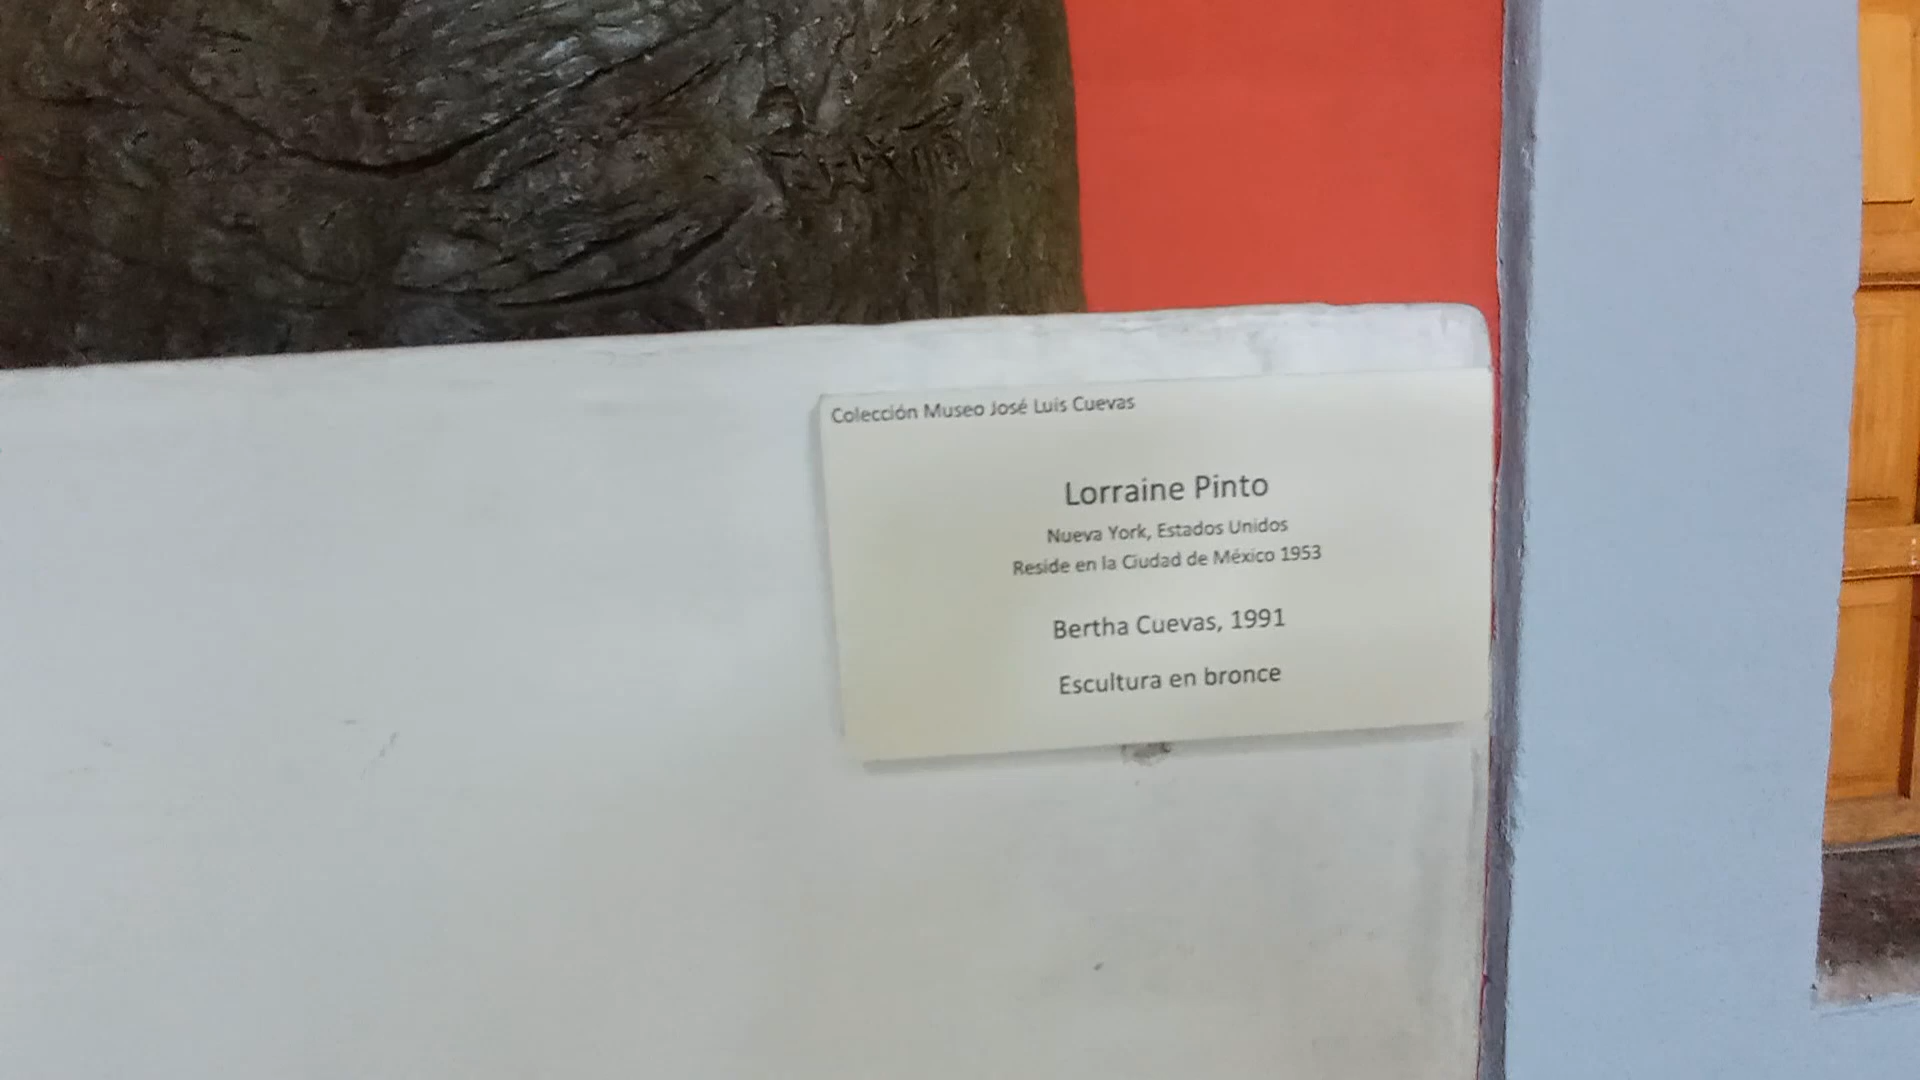 Colección Museo José Luis Cuevas
Lorraine Pinto
Nueva York, Estados Unidos
Reside en la Ciudad de México 1953
Bertha Cuevas, 1991
Escultura en bronce